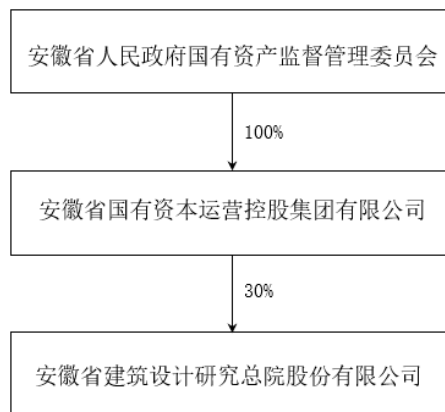 安徽省人民政府国有资产监督管理委员会
100%
安徽省国有资本运营控股集团有限公司
30%
安徽省建筑设计研究总院股份有限公司